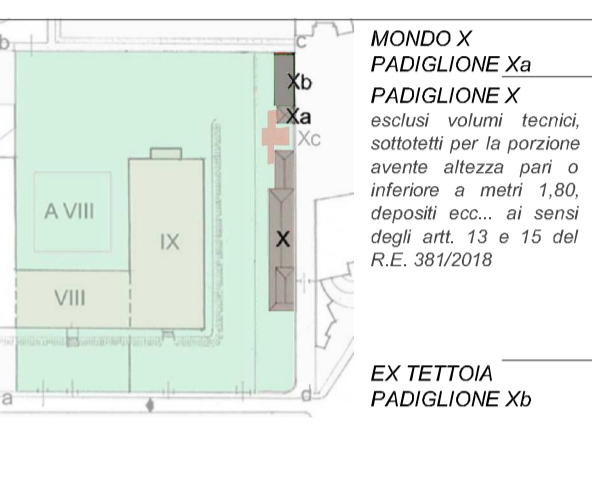 b
c
Xb
Xa
Xc
A VIII
IX
X
VIII
a
d
MONDO X
PADIGLIONE Xa
PADIGLIONE X
esclusi volumi tecnici,
sottotetti per la porzione
avente altezza pari o
inferiore a metri 1,80,
depositi ecc... ai sensi
degli artt. 13 e 15 del
R.E. 381/2018
EX TETTOIA
PADIGLIONE Xb